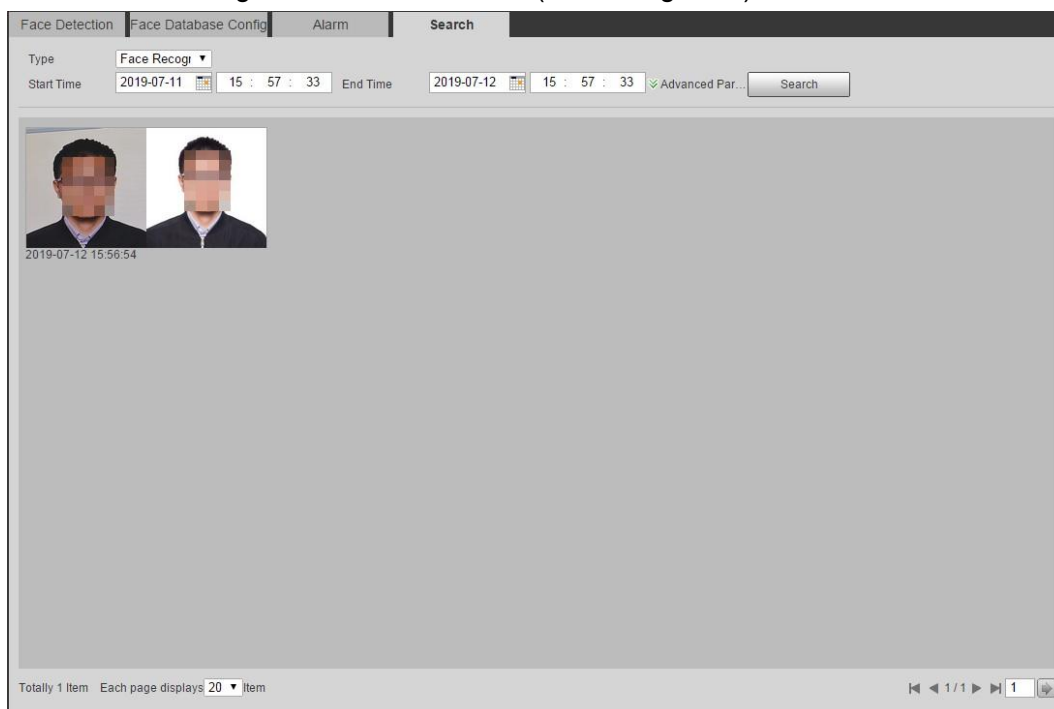 Face Detection Face Database Config Alarm Search
Type Face Recogr
Start Time 2019-07-11 15 : 57 : 33 End Time 2019-07-12 15 : 57 : 33 Advanced Par... Search
2019-07-12 15:56:54
Totally 1 Item Each page displays 20 Item 1/1 1